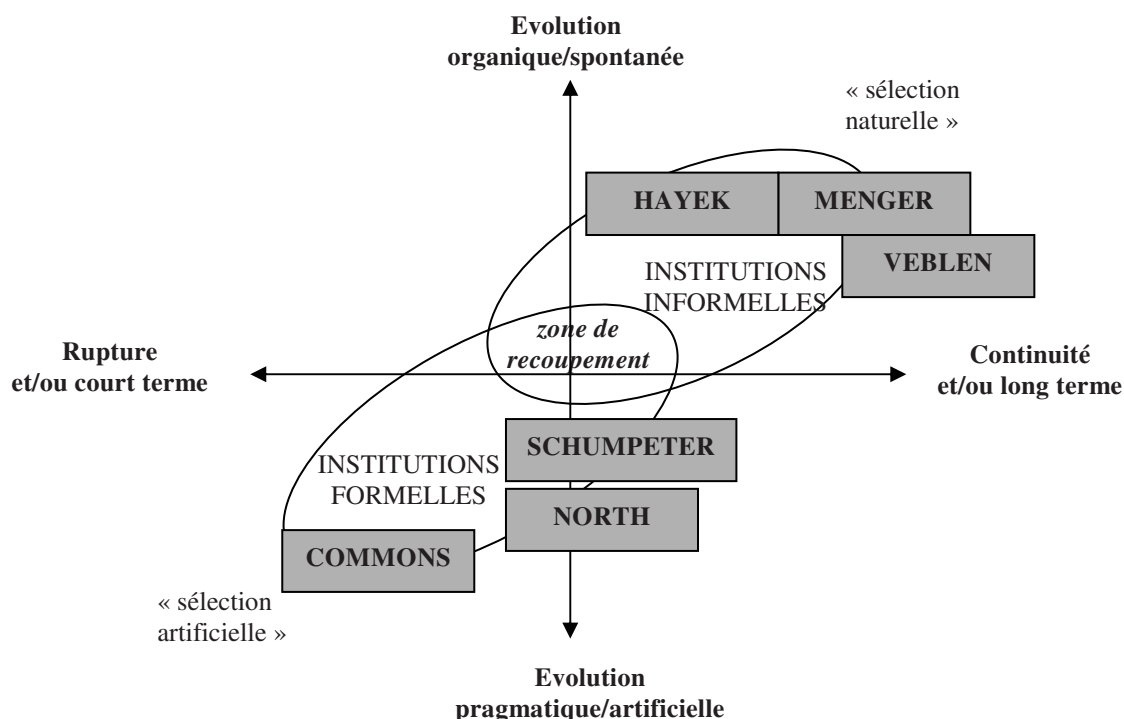 Evolution
organique/spontanée
« sélection
naturelle »
HAYEK
MENGER
VEBLEN
INSTITUTIONS
INFORMELLES
zone de
recoupement
Rupture
et/ou court terme
Continuité
et/ou long terme
SCHUMPETER
INSTITUTIONS
FORMELLES
NORTH
COMMONS
« sélection
artificielle »
Evolution
pragmatique/artificielle